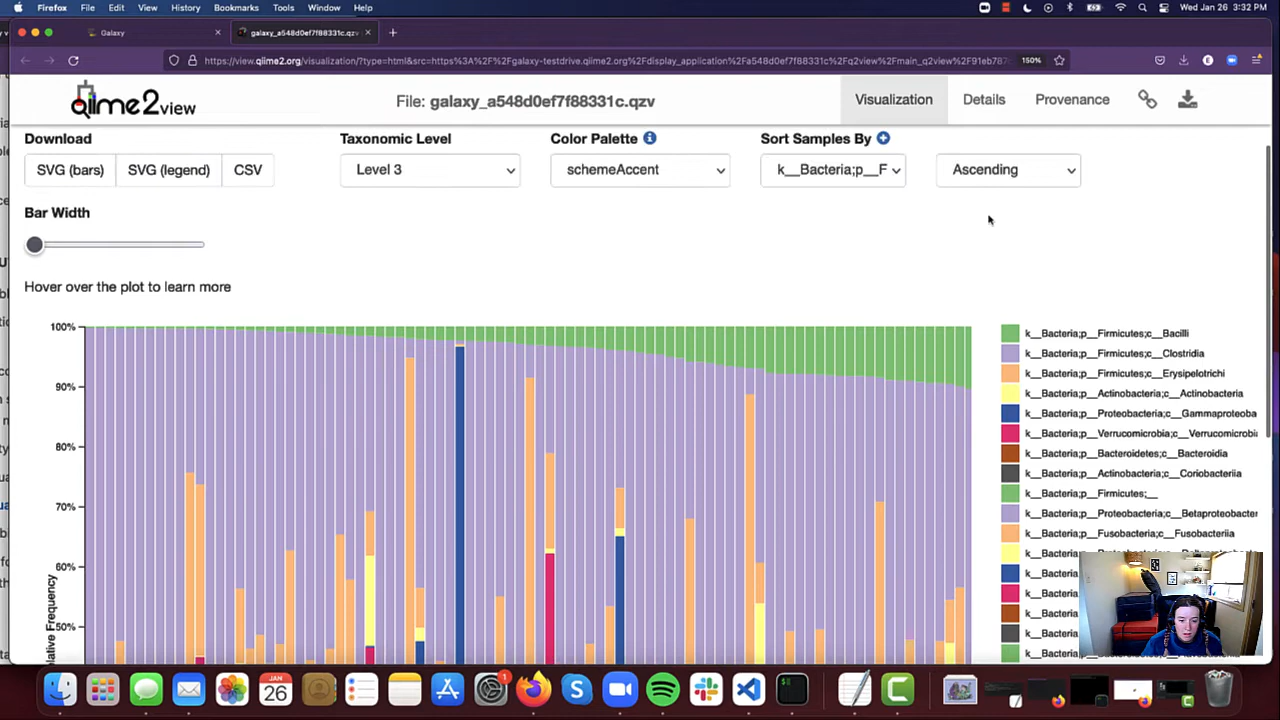 Firefox File Edit View History Bookmarks Tools Window Help Wed Jan 26 3:32 PM
Galaxy galaxy_a548d0ef7f88331c.qzv
150%
qiime2view File: galaxy_a548d0ef7f88331c.qzv Visualization Details Provenance
Download Taxonomic Level Color Palette Sort Samples By
SVG (bars) SVG (legend) CSV Level 3 schemeAccent k__Bacteria;p__F Ascending
Bar Width
Hover over the plot to learn more
100%
90%
80%
70%
60%
50%
Relative Frequency
k__Bacteria;p__Firmicutes;c__Bacilli
k__Bacteria;p__Firmicutes;c__Clostridia
k__Bacteria;p__Firmicutes;c__Erysipelotrichi
k__Bacteria;p__Actinobacteria;c__Actinobacteria
k__Bacteria;p__Proteobacteria;c__Gammaproteoba
k__Bacteria;p__Verrucomicrobia;c__Verrucomicrobi
k__Bacteria;p__Bacteroidetes;c__Bacteroidia
k__Bacteria;p__Actinobacteria;c__Coriobacteriia
k__Bacteria;p__Firmicutes;__
k__Bacteria;p__Proteobacteria;c__Betaproteobacter
k__Bacteria;p__Fusobacteria;c__Fusobacteriia
k__Bacteria
k__Bacteria
k__Bacteria
k__Bacteria
k__Bacteria
k__Bacteria
JAN
26
1